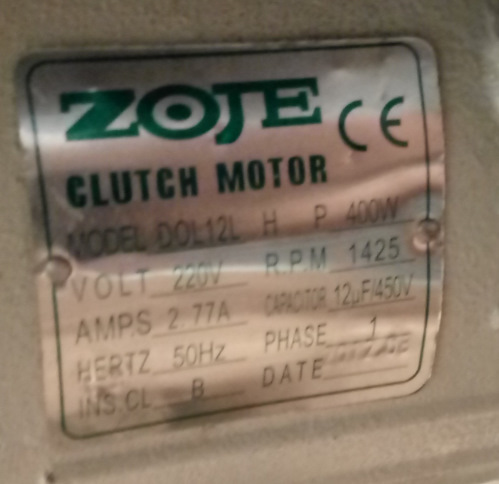 ZOJE CE
CLUTCH MOTOR
MODEL DOL12L H P 400W
VOLT 220V R.P.M 1425
AMP.S 2.77A CAPACITOR 12µF/450V
HERTZ 50Hz PHASE 1
INS.CL B DATE